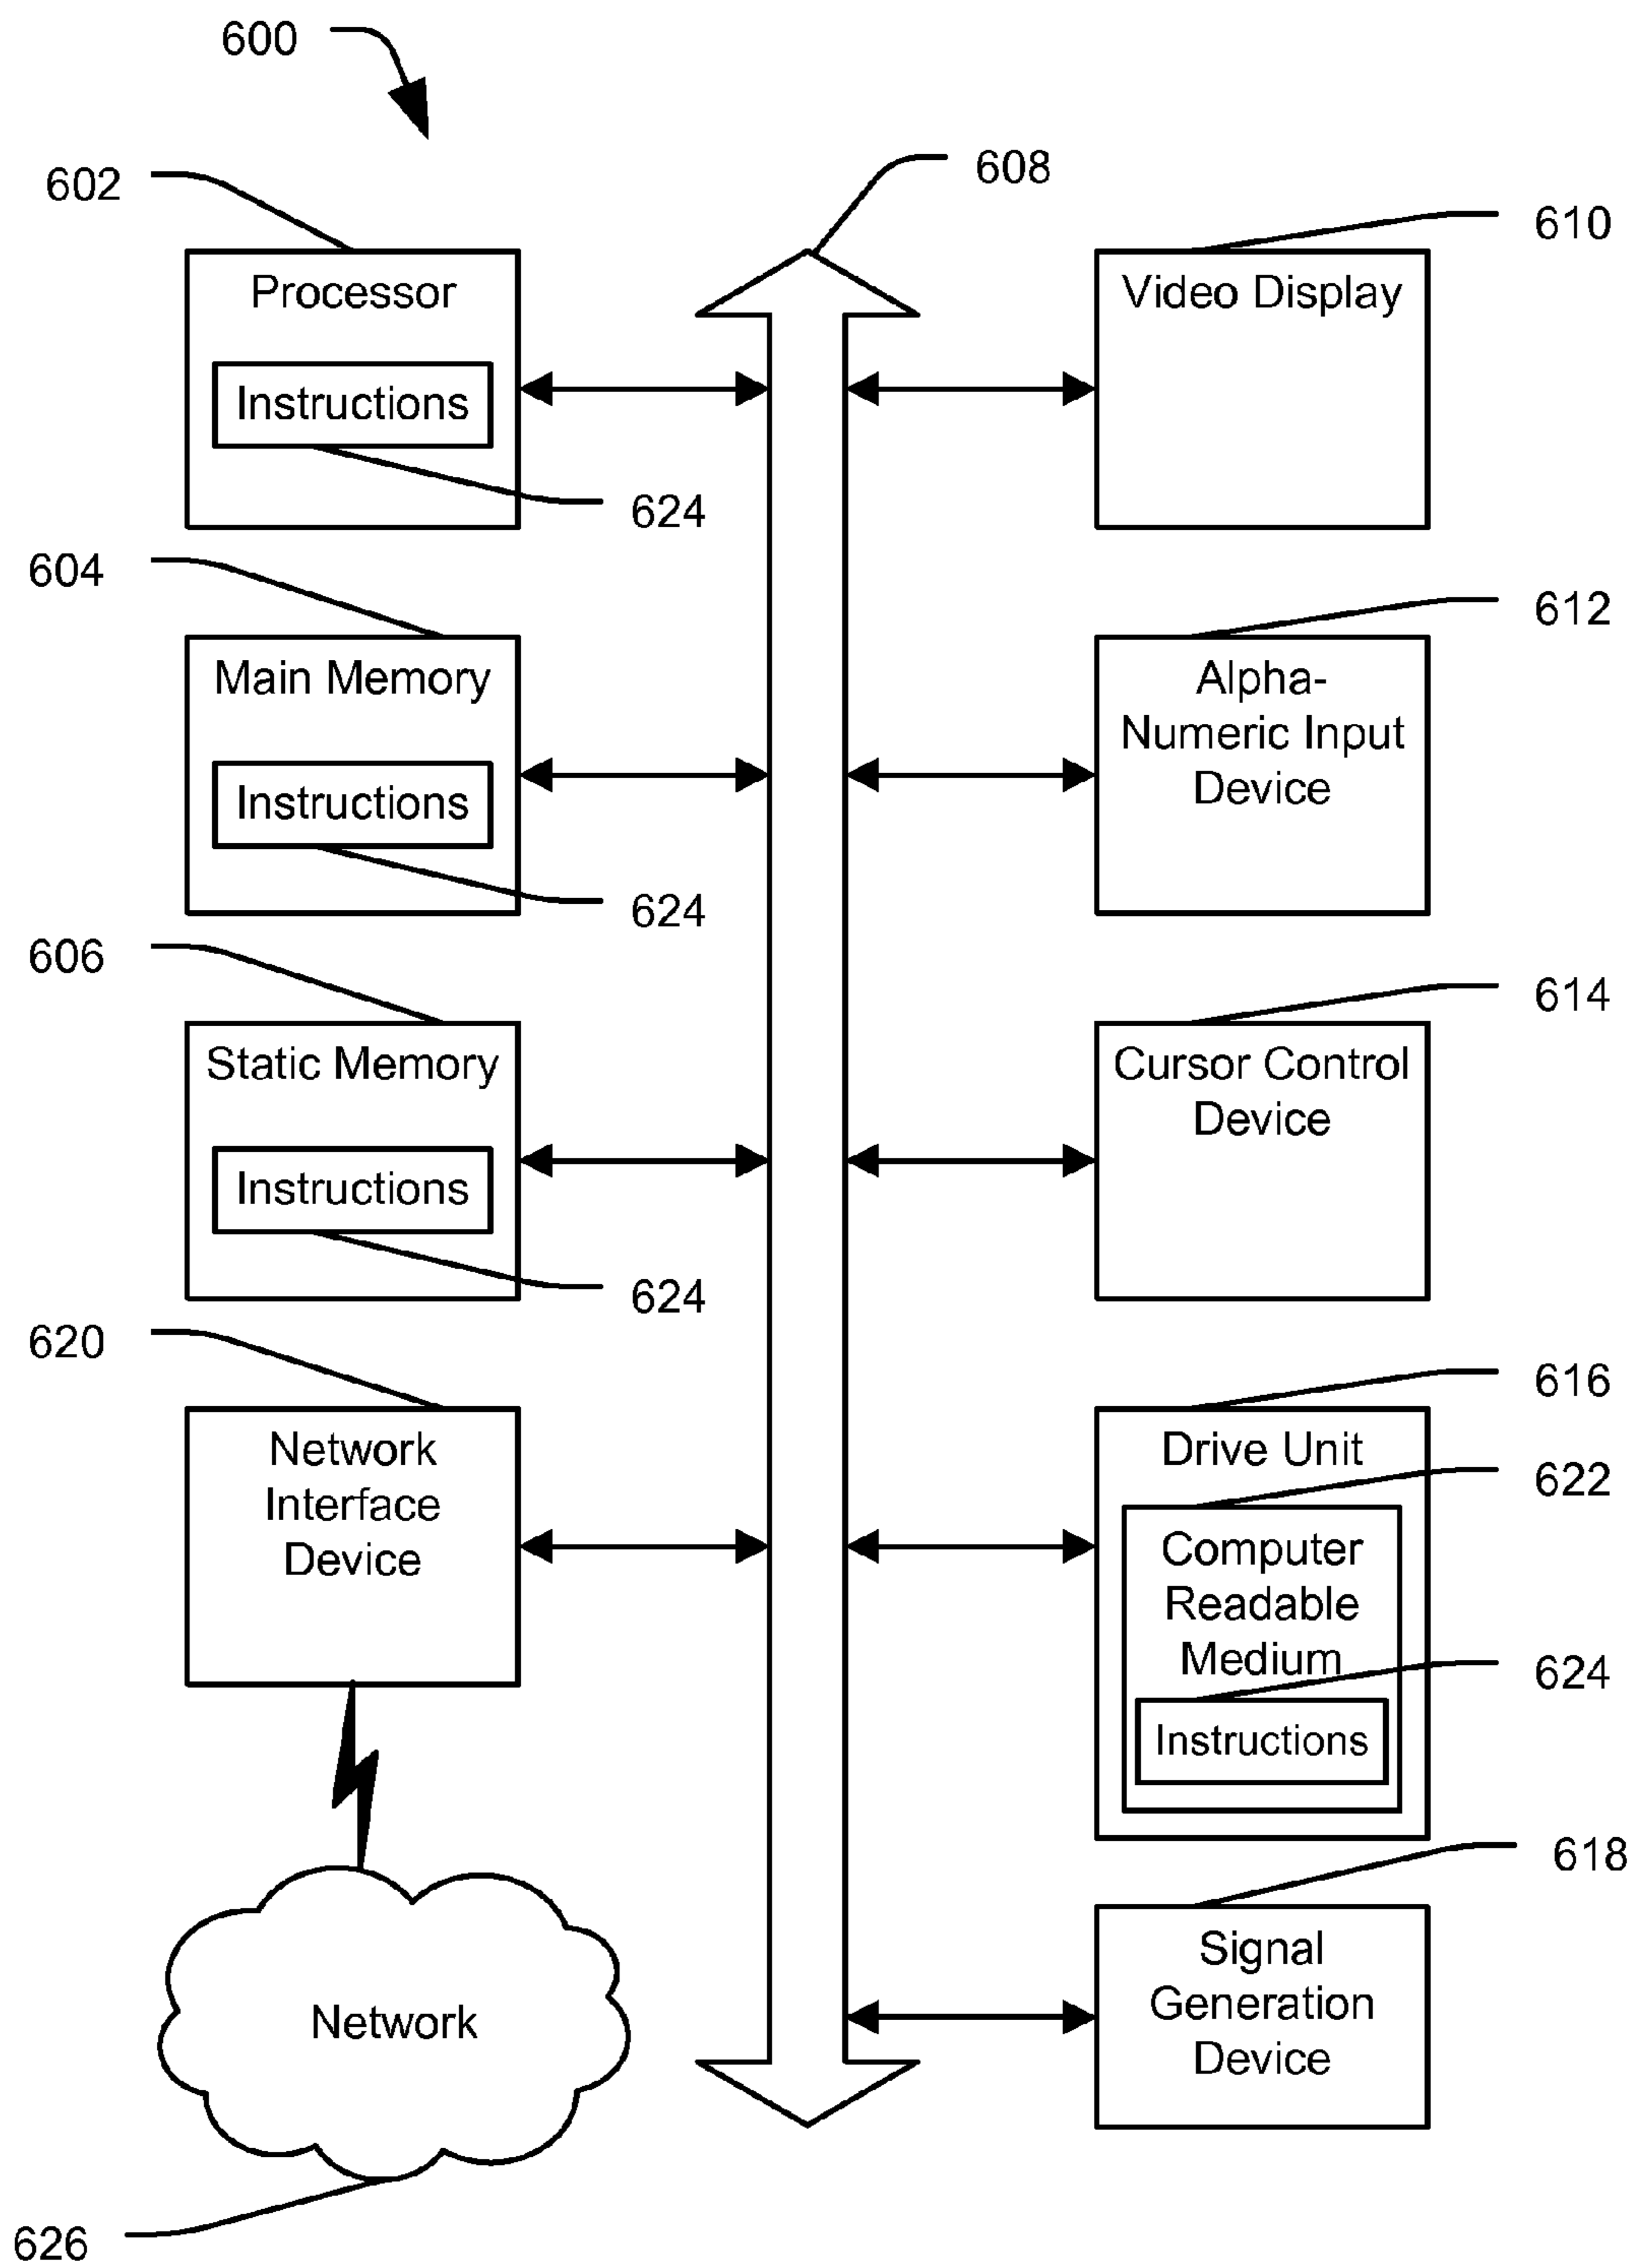 600
602
608
610
Processor
Instructions
624
Video Display
604
612
Main Memory
Instructions
624
Alpha-
Numeric Input
Device
606
614
Static Memory
Instructions
624
Cursor Control
Device
620
616
Network
Interface
Device
Drive Unit
622
Computer
Readable
Medium
624
Instructions
618
Signal
Generation
Device
Network
626